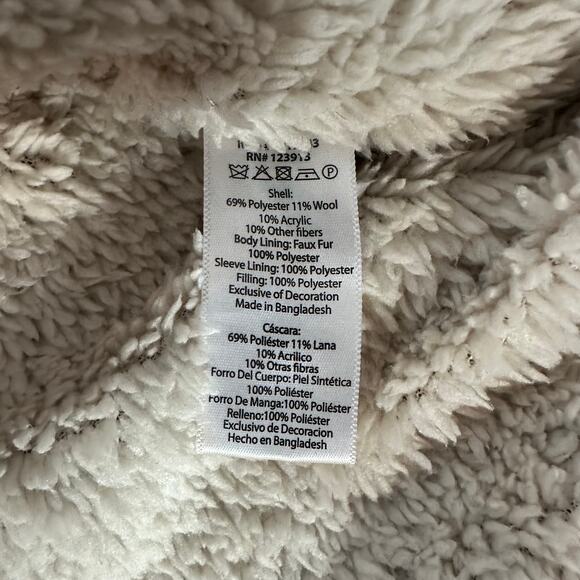 RN# 123913
Shell:
69% Polyester 11% Wool
10% Acrylic
10% Other fibers
Body Lining: Faux Fur
100% Polyester
Sleeve Lining: 100% Polyester
Filling: 100% Polyester
Exclusive of Decoration
Made in Bangladesh
Cáscara:
69% Poliéster 11% Lana
10% Acrilico
10% Otras fibras
Forro Del Cuerpo: Piel Sintética
100% Poliéster
Forro De Manga:100% Poliéster
Relleno:100% Poliéster
Exclusivo de Decoracion
Hecho en Bangladesh